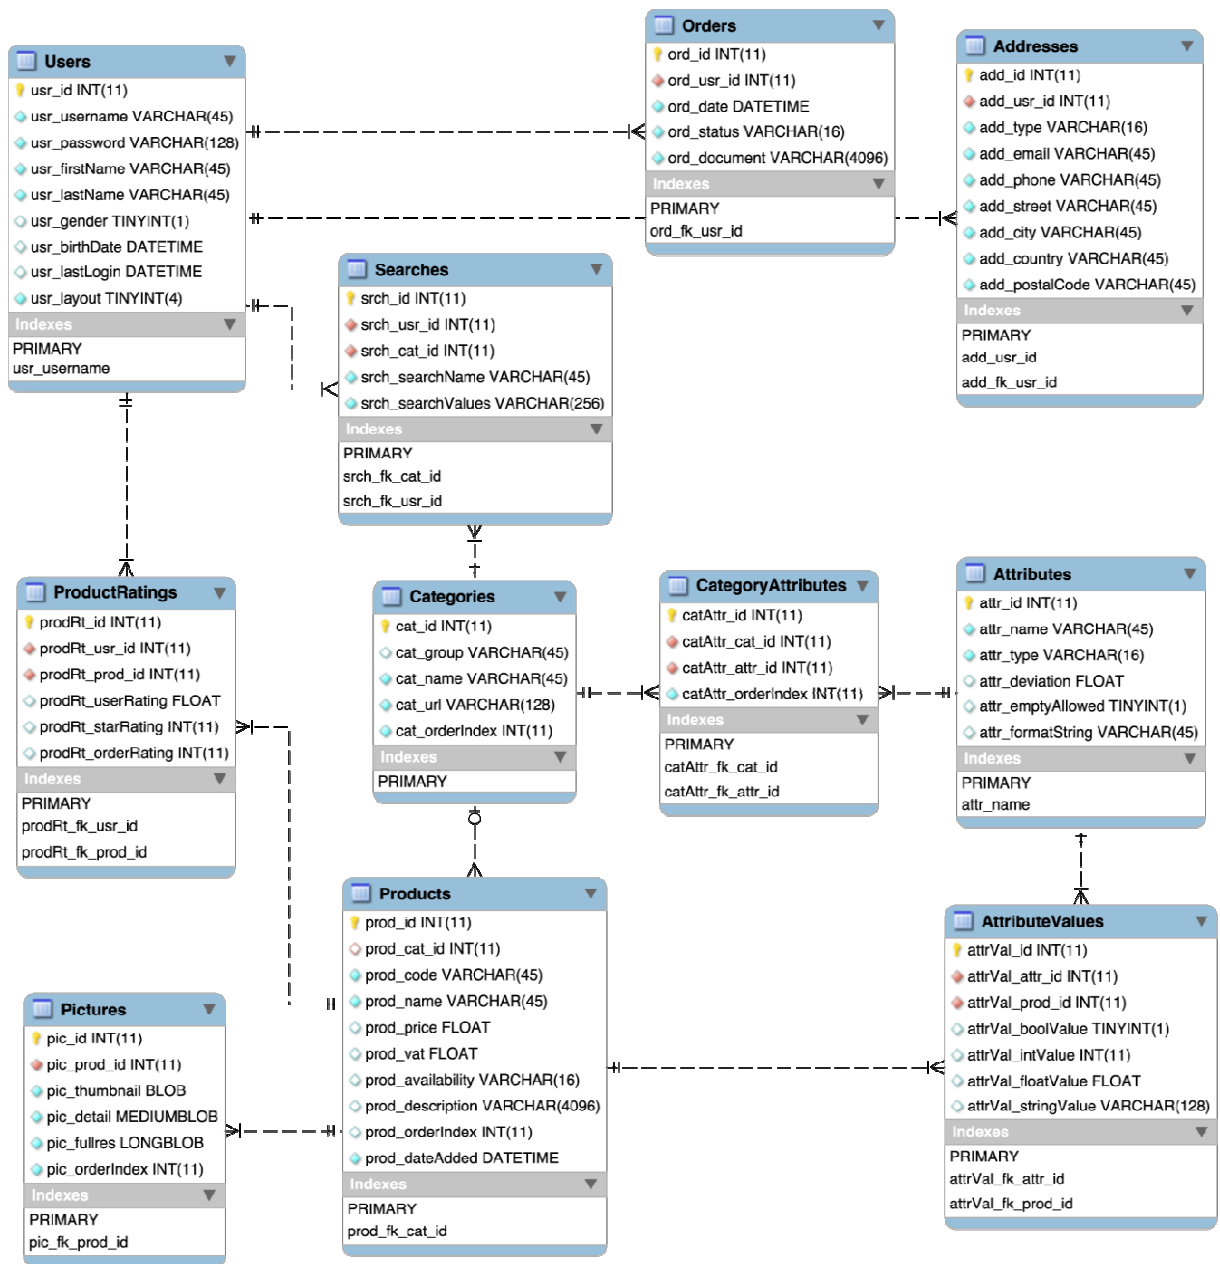 Users
usr_id INT(11)
usr_username VARCHAR(45)
usr_password VARCHAR(128)
usr_firstName VARCHAR(45)
usr_lastName VARCHAR(45)
usr_gender TINYINT(1)
usr_birthDate DATETIME
usr_lastLogin DATETIME
usr_layout TINYINT(4)
Indexes
PRIMARY
usr_username
Orders
ord_id INT(11)
ord_usr_id INT(11)
ord_date DATETIME
ord_status VARCHAR(16)
ord_document VARCHAR(4096)
Indexes
PRIMARY
ord_fk_usr_id
Addresses
add_id INT(11)
add_usr_id INT(11)
add_type VARCHAR(16)
add_email VARCHAR(45)
add_phone VARCHAR(45)
add_street VARCHAR(45)
add_city VARCHAR(45)
add_country VARCHAR(45)
add_postalCode VARCHAR(45)
Indexes
PRIMARY
add_usr_id
add_fk_usr_id
Searches
srch_id INT(11)
srch_usr_id INT(11)
srch_cat_id INT(11)
srch_searchName VARCHAR(45)
srch_searchValues VARCHAR(256)
Indexes
PRIMARY
srch_fk_cat_id
srch_fk_usr_id
ProductRatings
prodRt_id INT(11)
prodRt_usr_id INT(11)
prodRt_prod_id INT(11)
prodRt_userRating FLOAT
prodRt_starRating INT(11)
prodRt_orderRating INT(11)
Indexes
PRIMARY
prodRt_fk_usr_id
prodRt_fk_prod_id
Categories
cat_id INT(11)
cat_group VARCHAR(45)
cat_name VARCHAR(45)
cat_url VARCHAR(128)
cat_orderIndex INT(11)
Indexes
PRIMARY
CategoryAttributes
catAttr_id INT(11)
catAttr_cat_id INT(11)
catAttr_attr_id INT(11)
catAttr_orderIndex INT(11)
Indexes
PRIMARY
catAttr_fk_cat_id
catAttr_fk_attr_id
Attributes
attr_id INT(11)
attr_name VARCHAR(45)
attr_type VARCHAR(16)
attr_deviation FLOAT
attr_emptyAllowed TINYINT(1)
attr_formatString VARCHAR(45)
Indexes
PRIMARY
attr_name
Pictures
pic_id INT(11)
pic_prod_id INT(11)
pic_thumbnail BLOB
pic_detail MEDIUMBLOB
pic_fullres LONGBLOB
pic_orderIndex INT(11)
Indexes
PRIMARY
pic_fk_prod_id
Products
prod_id INT(11)
prod_cat_id INT(11)
prod_code VARCHAR(45)
prod_name VARCHAR(45)
prod_price FLOAT
prod_vat FLOAT
prod_availability VARCHAR(16)
prod_description VARCHAR(4096)
prod_orderIndex INT(11)
prod_dateAdded DATETIME
Indexes
PRIMARY
prod_fk_cat_id
AttributeValues
attrVal_id INT(11)
attrVal_attr_id INT(11)
attrVal_prod_id INT(11)
attrVal_boolValue TINYINT(1)
attrVal_intValue INT(11)
attrVal_floatValue FLOAT
attrVal_stringValue VARCHAR(128)
Indexes
PRIMARY
attrVal_fk_attr_id
attrVal_fk_prod_id